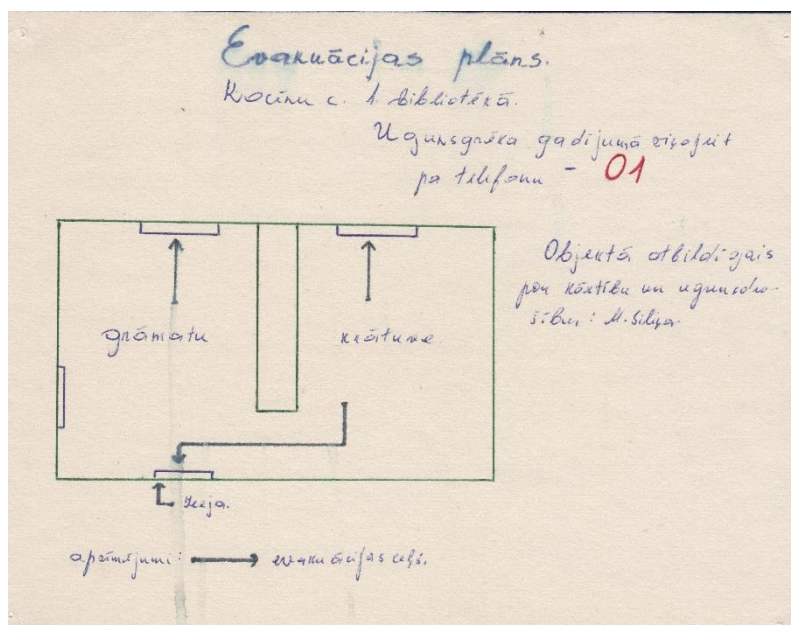 Evakuācijas plāns.
Kocēnu c. 1. bibliotēkā.
Ugunsgrēka gadījumā ziņojiet
pa telefonu - 01
Objektā atbildīgais
par kārtību un ugunsdro-
šību: M. Siliņa
grāmatu krātuve.
Ieeja.
apzīmējumi: evakuācijas ceļš.